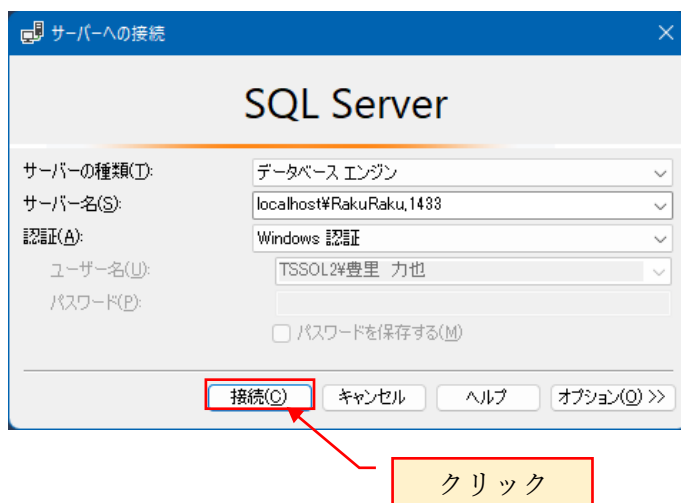 サーバーへの接続
SQL Server
サーバーの種類(T): データベース エンジン
サーバー名(S): localhost¥RakuRaku,1433
認証(A): Windows 認証
ユーザー名(U): TSSOL2¥豊里 力也
パスワード(P):
パスワードを保存する(M)
接続(C) キャンセル ヘルプ オプション(O) >>
クリック